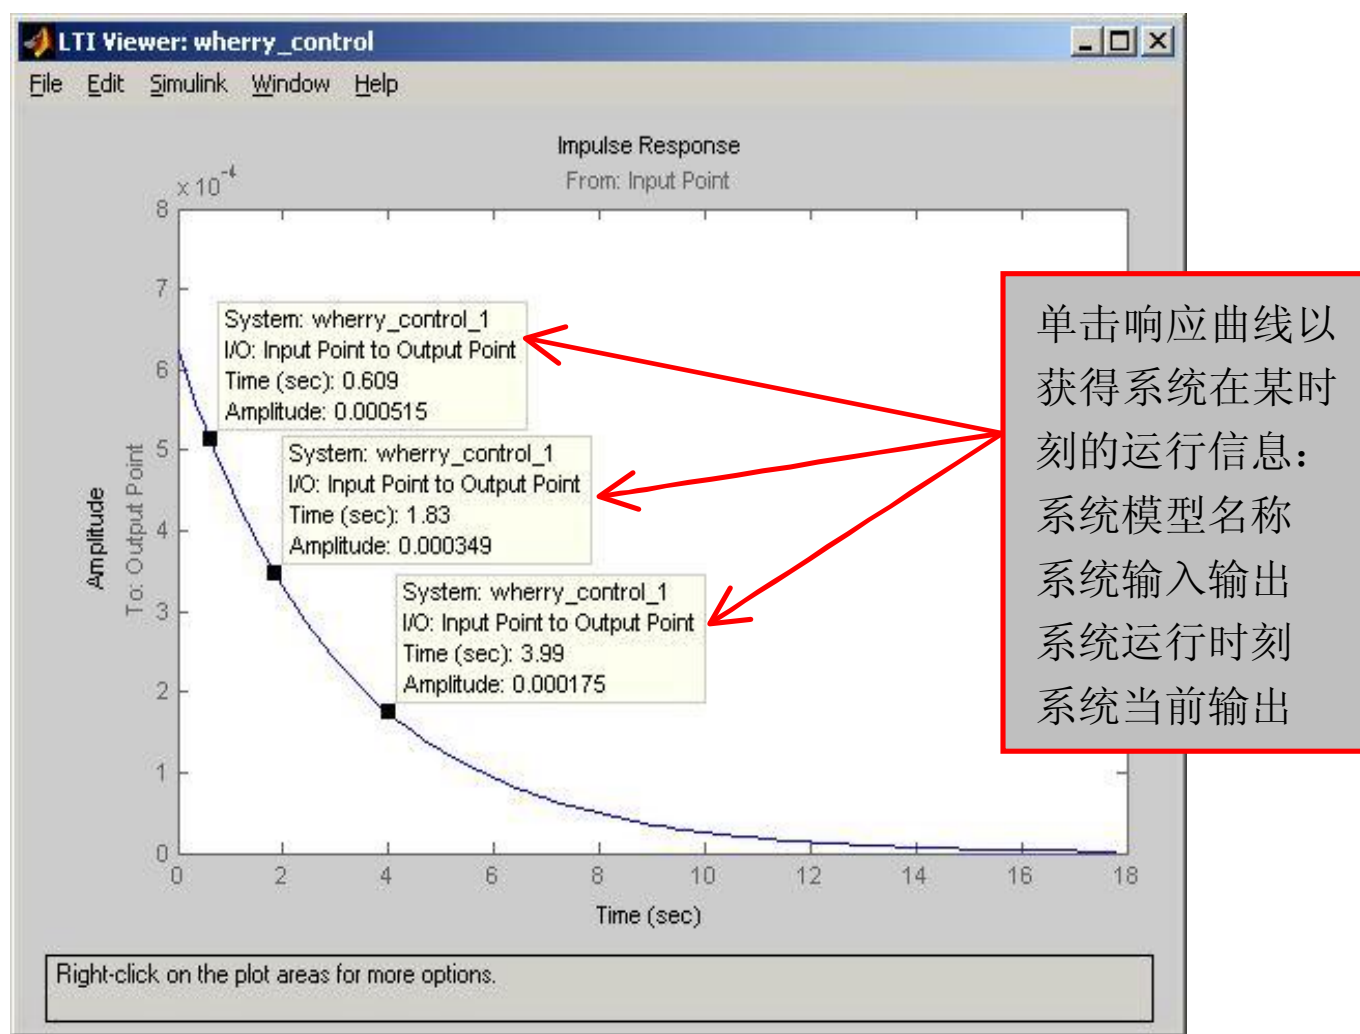 LTI Viewer: wherry_control
File Edit Simulink Window Help
Impulse Response
From: Input Point
x 10^-4
8
7
6
5
4
3
2
1
0
Amplitude
To: Output Point
System: wherry_control_1
I/O: Input Point to Output Point
Time (sec): 0.609
Amplitude: 0.000515
System: wherry_control_1
I/O: Input Point to Output Point
Time (sec): 1.83
Amplitude: 0.000349
System: wherry_control_1
I/O: Input Point to Output Point
Time (sec): 3.99
Amplitude: 0.000175
0 2 4 6 8 10 12 14 16 18
Time (sec)
单击响应曲线以
获得系统在某时
刻的运行信息：
系统模型名称
系统输入输出
系统运行时刻
系统当前输出
Right-click on the plot areas for more options.